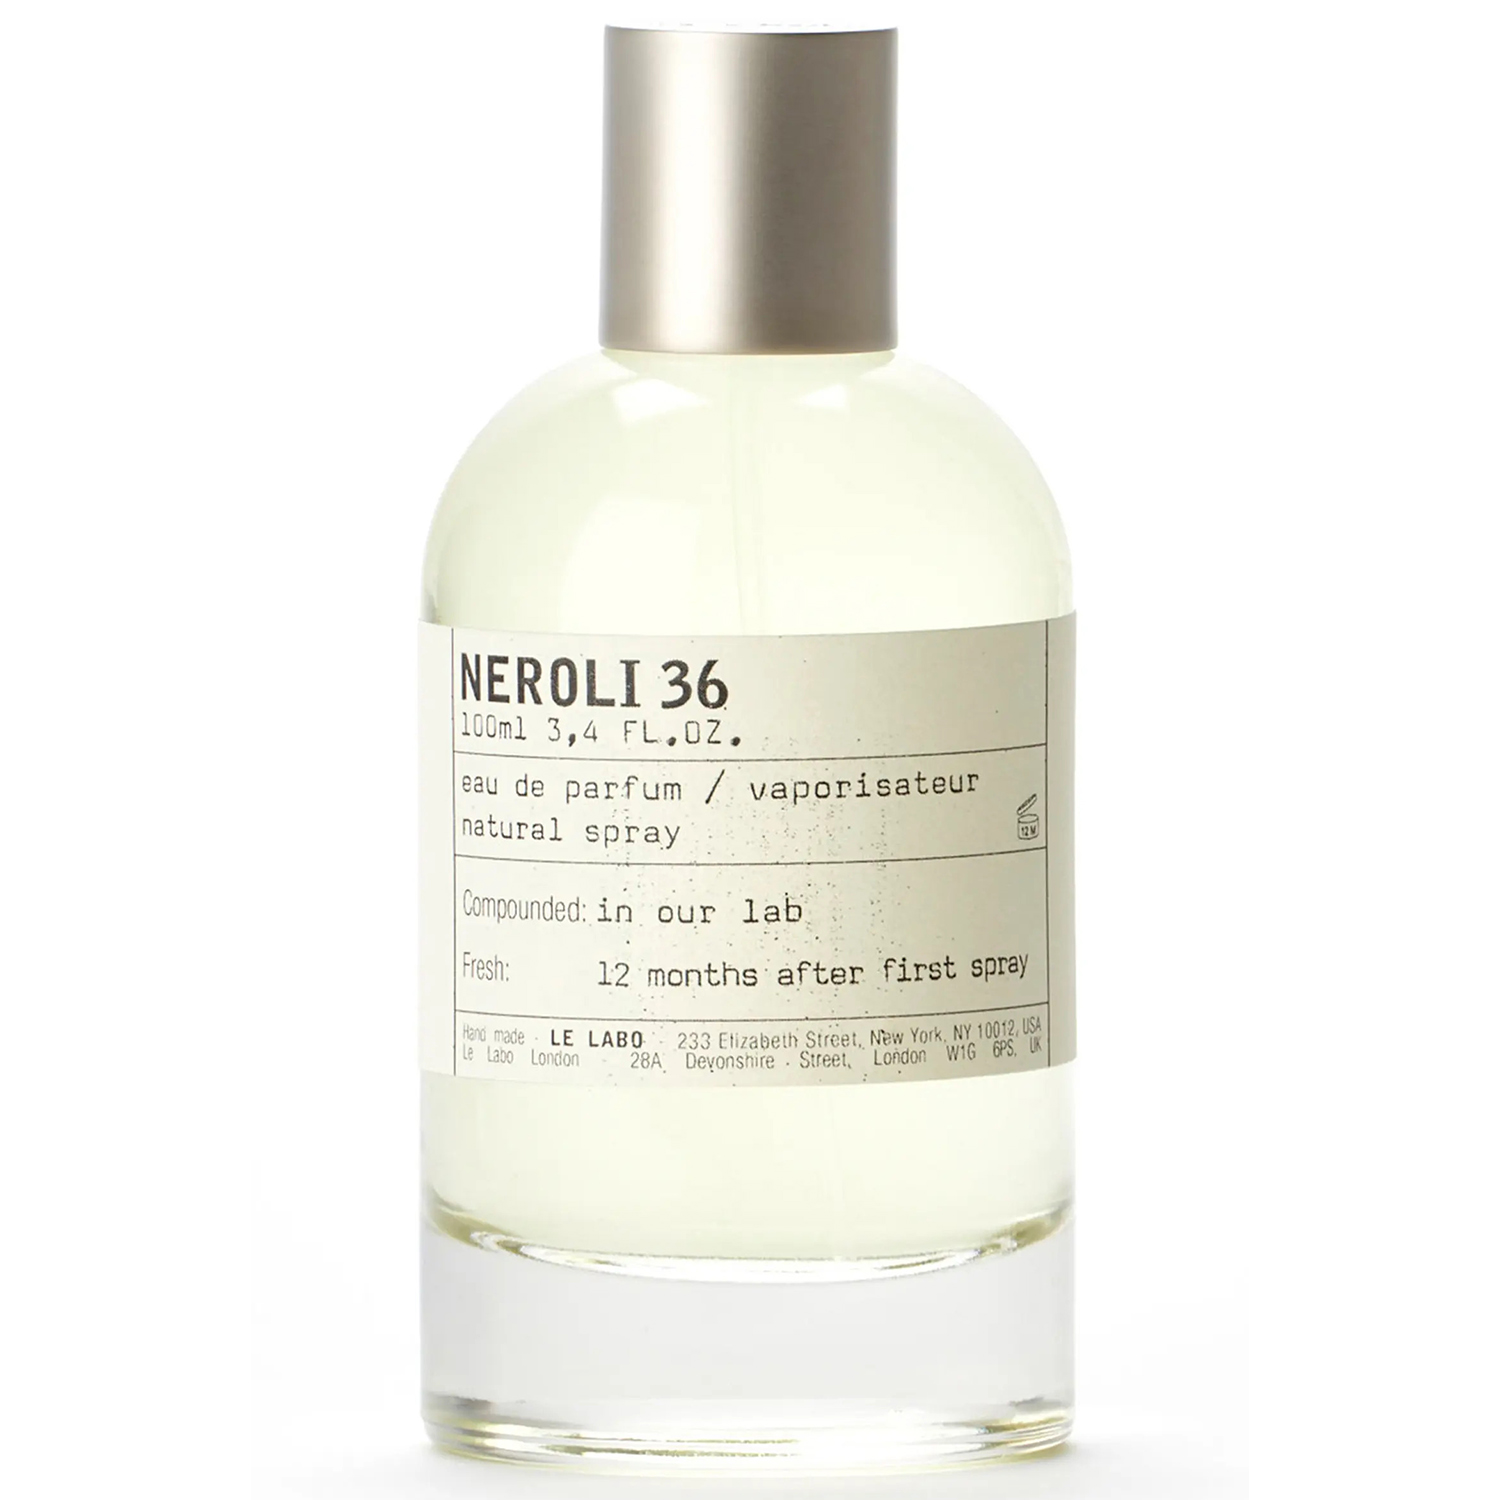 NEROLI 36
100ml 3,4 FL.OZ.
eau de parfum / vaporisateur
natural spray
12 M
Compounded: in our lab
Fresh: 12 months after first spray
Hand made - LE LABO - 233 Elizabeth Street, New York, NY 10012, USA
Le Labo London - 28A Devonshire - Street, London W1G 6PS, UK